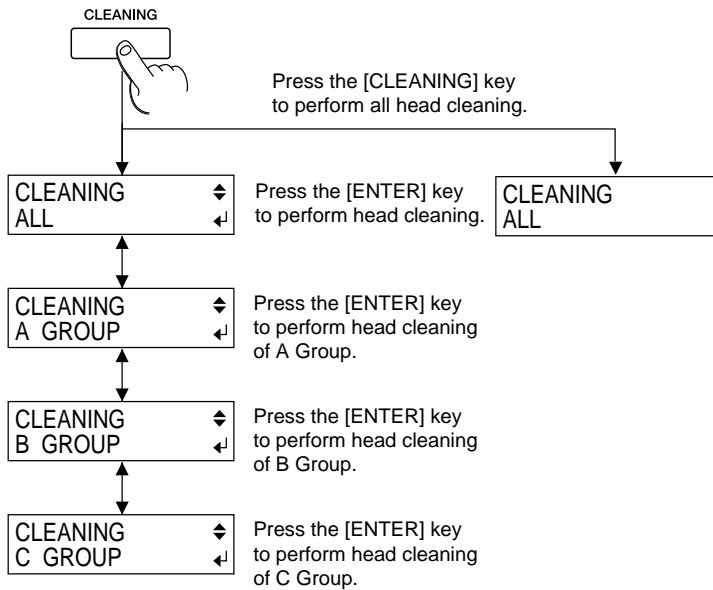 CLEANING
Press the [CLEANING] key
to perform all head cleaning.
CLEANING
ALL
Press the [ENTER] key
to perform head cleaning.
CLEANING
ALL
CLEANING
A GROUP
Press the [ENTER] key
to perform head cleaning
of A Group.
CLEANING
B GROUP
Press the [ENTER] key
to perform head cleaning
of B Group.
CLEANING
C GROUP
Press the [ENTER] key
to perform head cleaning
of C Group.